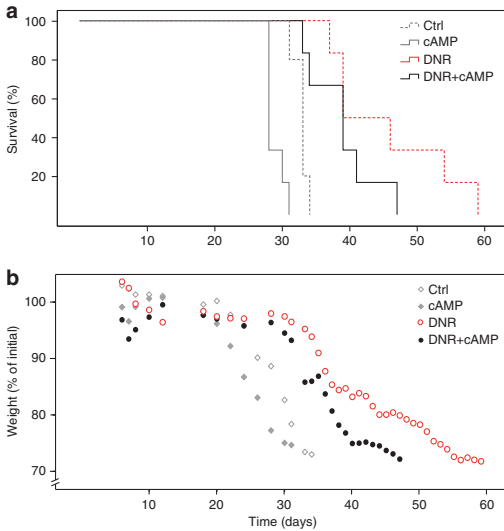 a
Ctrl
cAMP
DNR
DNR+cAMP
Survival (%)
100
80
60
40
20
10 20 30 40 50 60
b
Ctrl
cAMP
DNR
DNR+cAMP
Weight (% of initial)
100
90
80
70
10 20 30 40 50 60
Time (days)